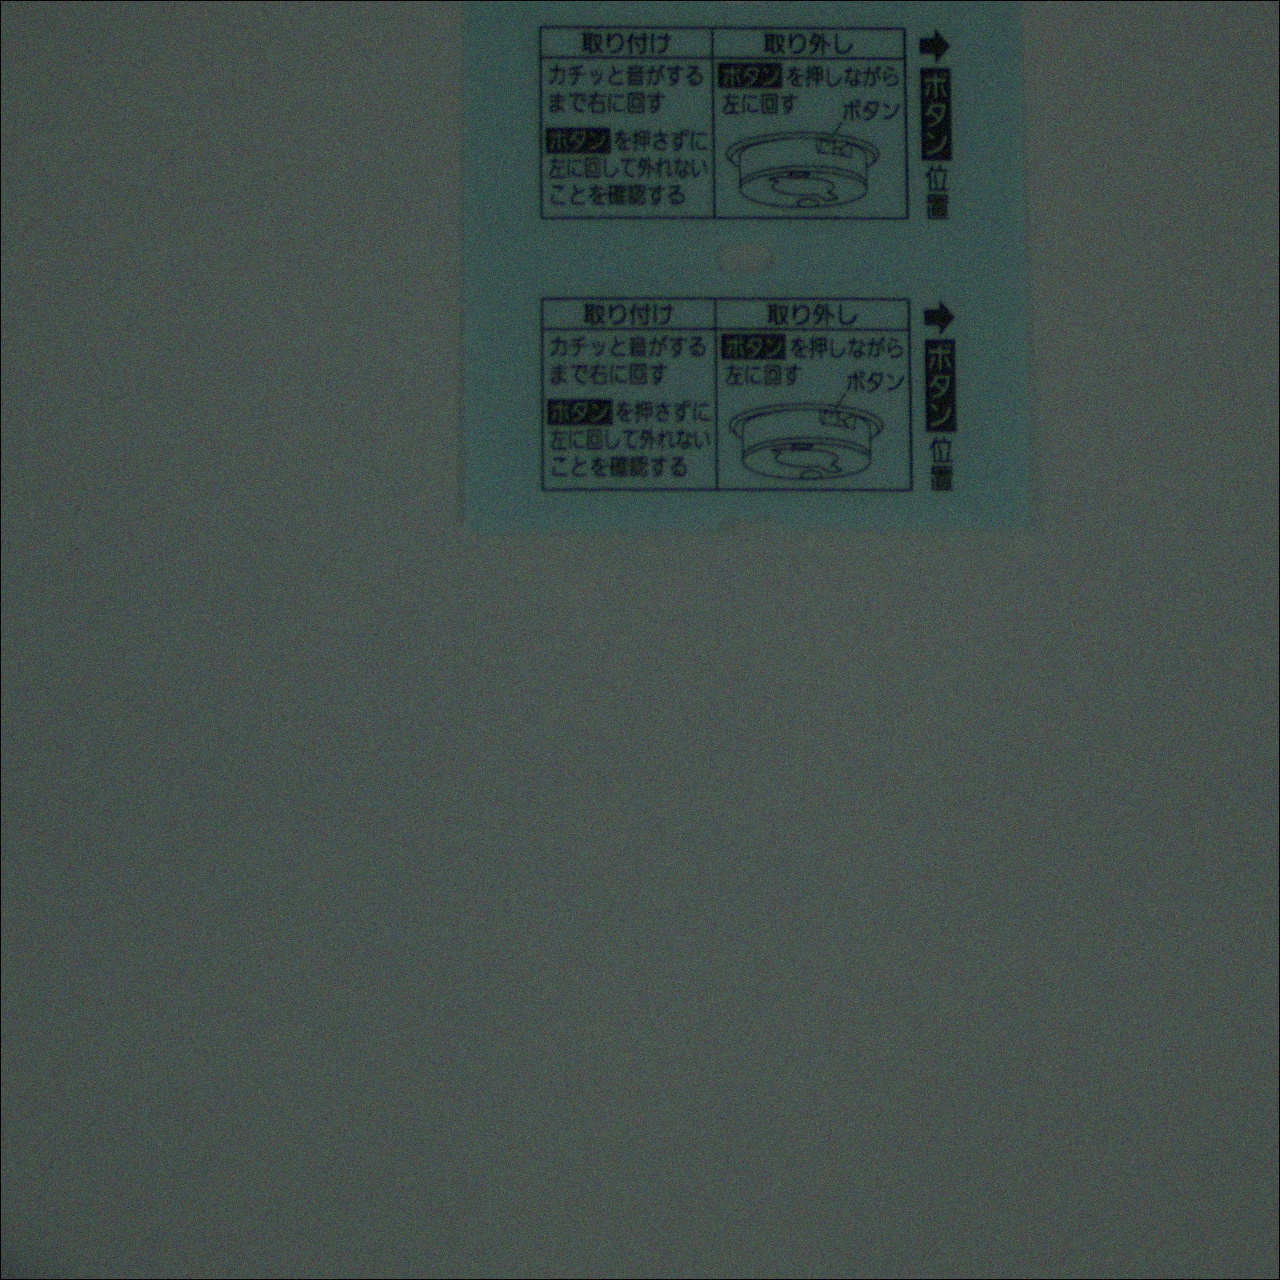 取り付け
カチッと音がする
まで右に回す
ボタンを押さずに
左に回して外れない
ことを確認する
取り外し
ボタンを押しながら
左に回す
ボタン
➡ボタン位置
取り付け
カチッと音がする
まで右に回す
ボタンを押さずに
左に回して外れない
ことを確認する
取り外し
ボタンを押しながら
左に回す
ボタン
➡ボタン位置